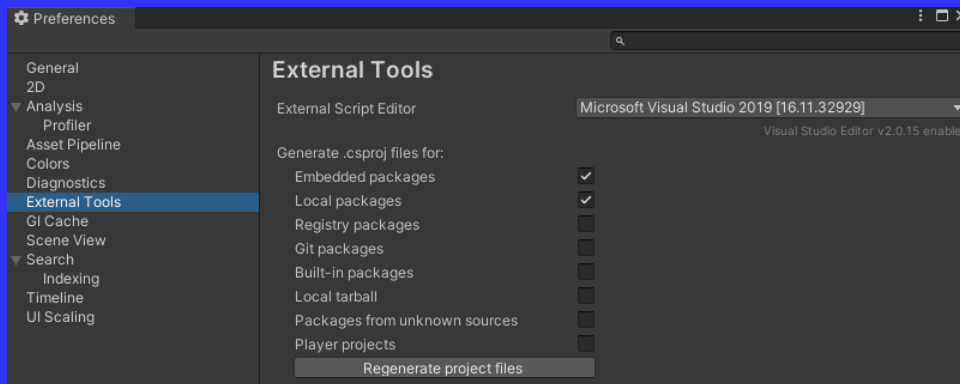 Preferences
General
2D
Analysis
Profiler
Asset Pipeline
Colors
Diagnostics
External Tools
GI Cache
Scene View
Search
Indexing
Timeline
UI Scaling
External Tools
External Script Editor Microsoft Visual Studio 2019 [16.11.32929]
Visual Studio Editor v2.0.15 enable
Generate .csproj files for:
Embedded packages
Local packages
Registry packages
Git packages
Built-in packages
Local tarball
Packages from unknown sources
Player projects
Regenerate project files